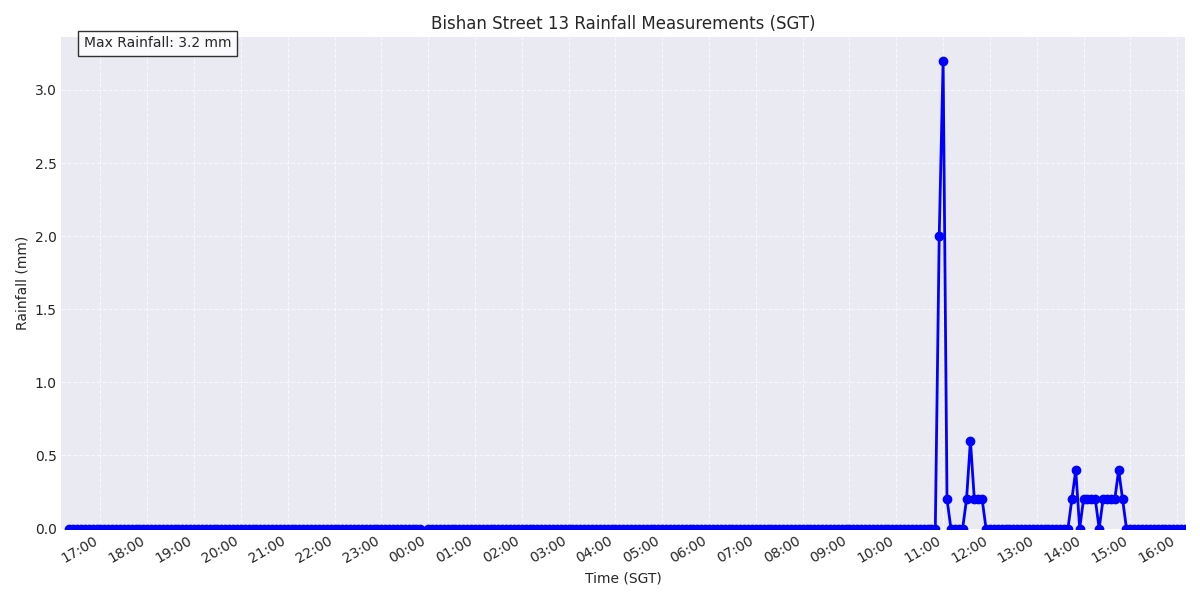 Bishan Street 13 Rainfall Measurements (SGT)
Max Rainfall: 3.2 mm
Rainfall (mm)
3.0
2.5
2.0
1.5
1.0
0.5
0.0
17:00 18:00 19:00 20:00 21:00 22:00 23:00 00:00 01:00 02:00 03:00 04:00 05:00 06:00 07:00 08:00 09:00 10:00 11:00 12:00 13:00 14:00 15:00 16:00
Time (SGT)